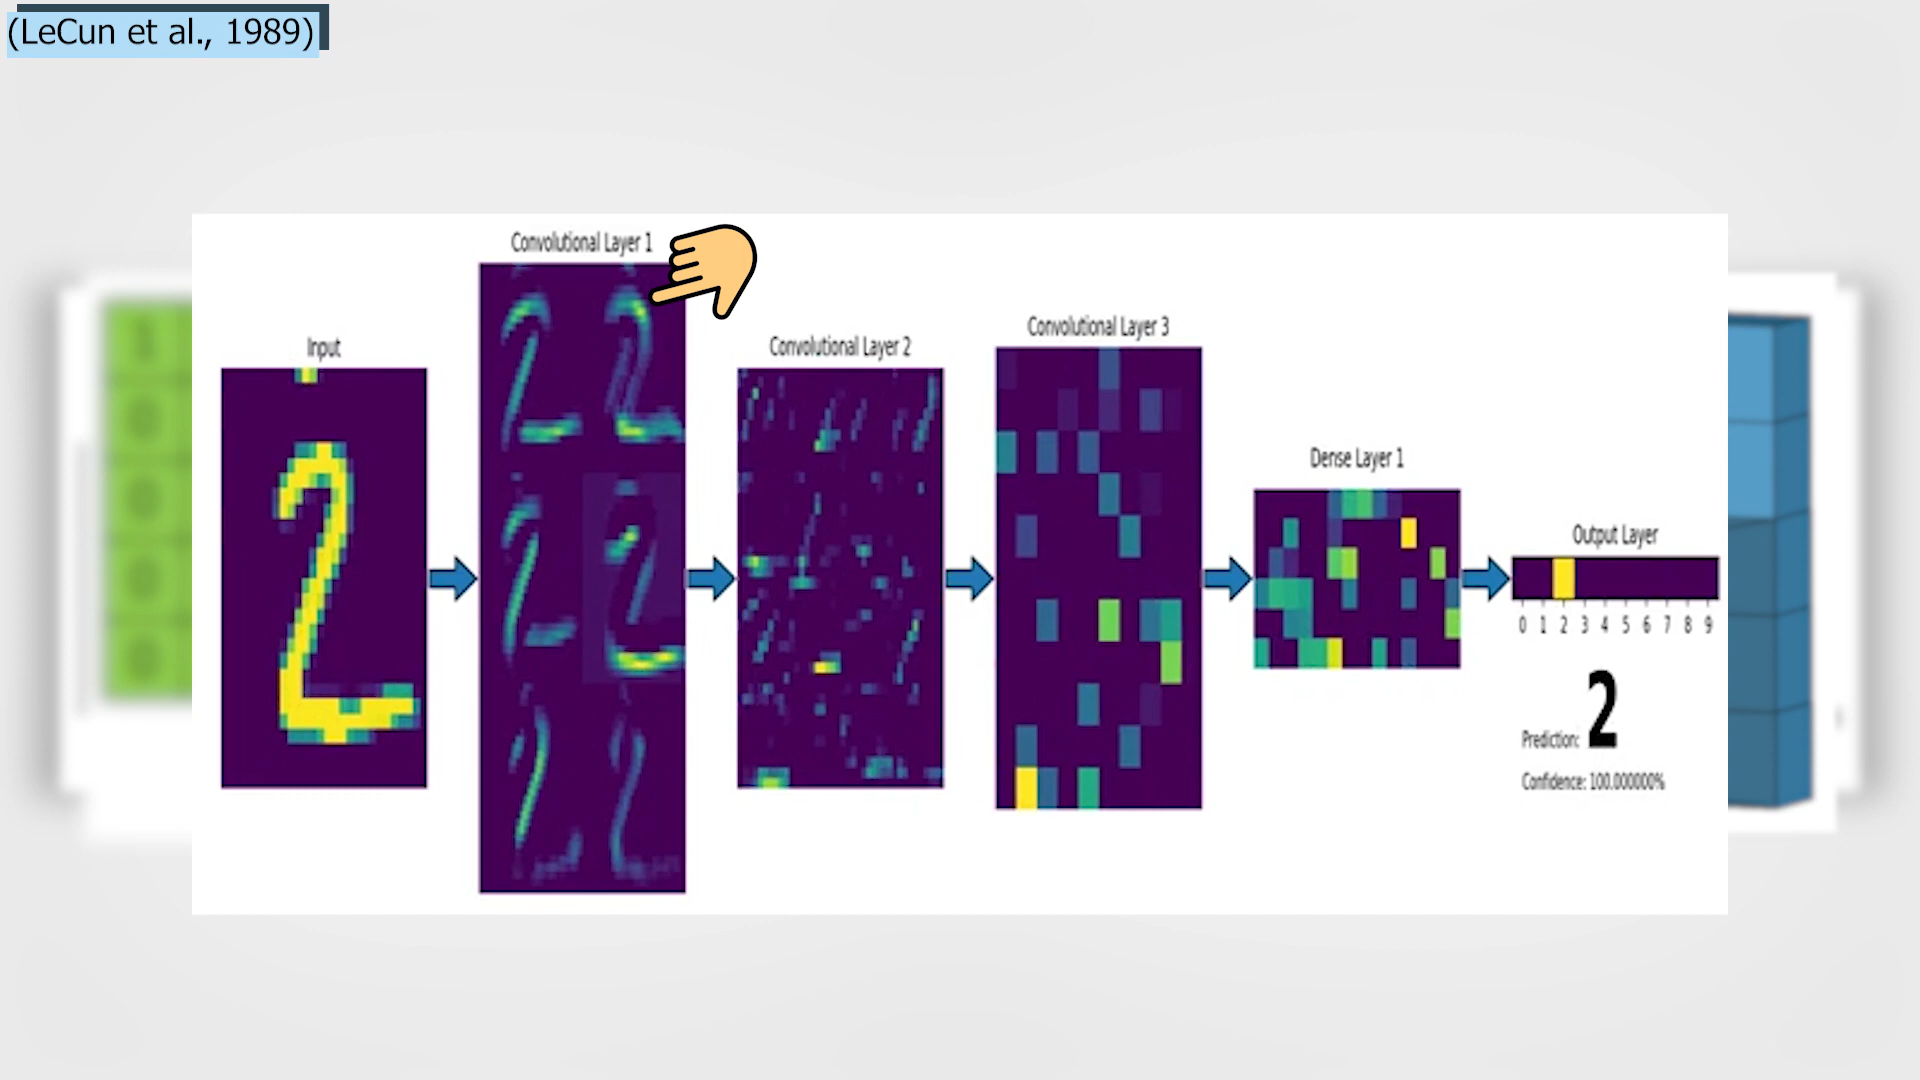 (LeCun et al., 1989)
Convolutional Layer 1
Input
Convolutional Layer 2
Convolutional Layer 3
Dense Layer 1
Output Layer
0 1 2 3 4 5 6 7 8 9
Prediction: 2
Confidence: 100.000000%